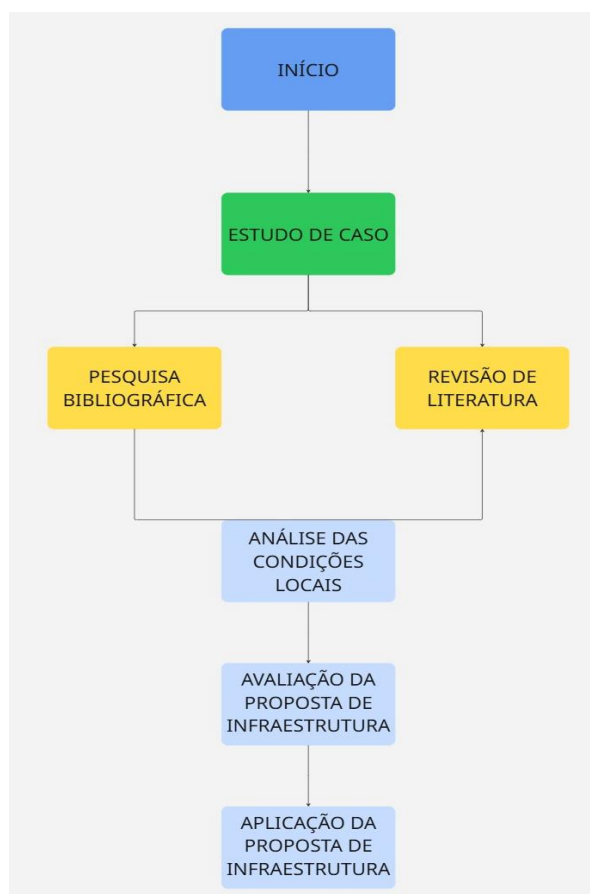 INÍCIO
ESTUDO DE CASO
PESQUISA
BIBLIOGRÁFICA
REVISÃO DE
LITERATURA
ANÁLISE DAS
CONDIÇÕES
LOCAIS
AVALIAÇÃO DA
PROPOSTA DE
INFRAESTRUTURA
APLICAÇÃO DA
PROPOSTA DE
INFRAESTRUTURA